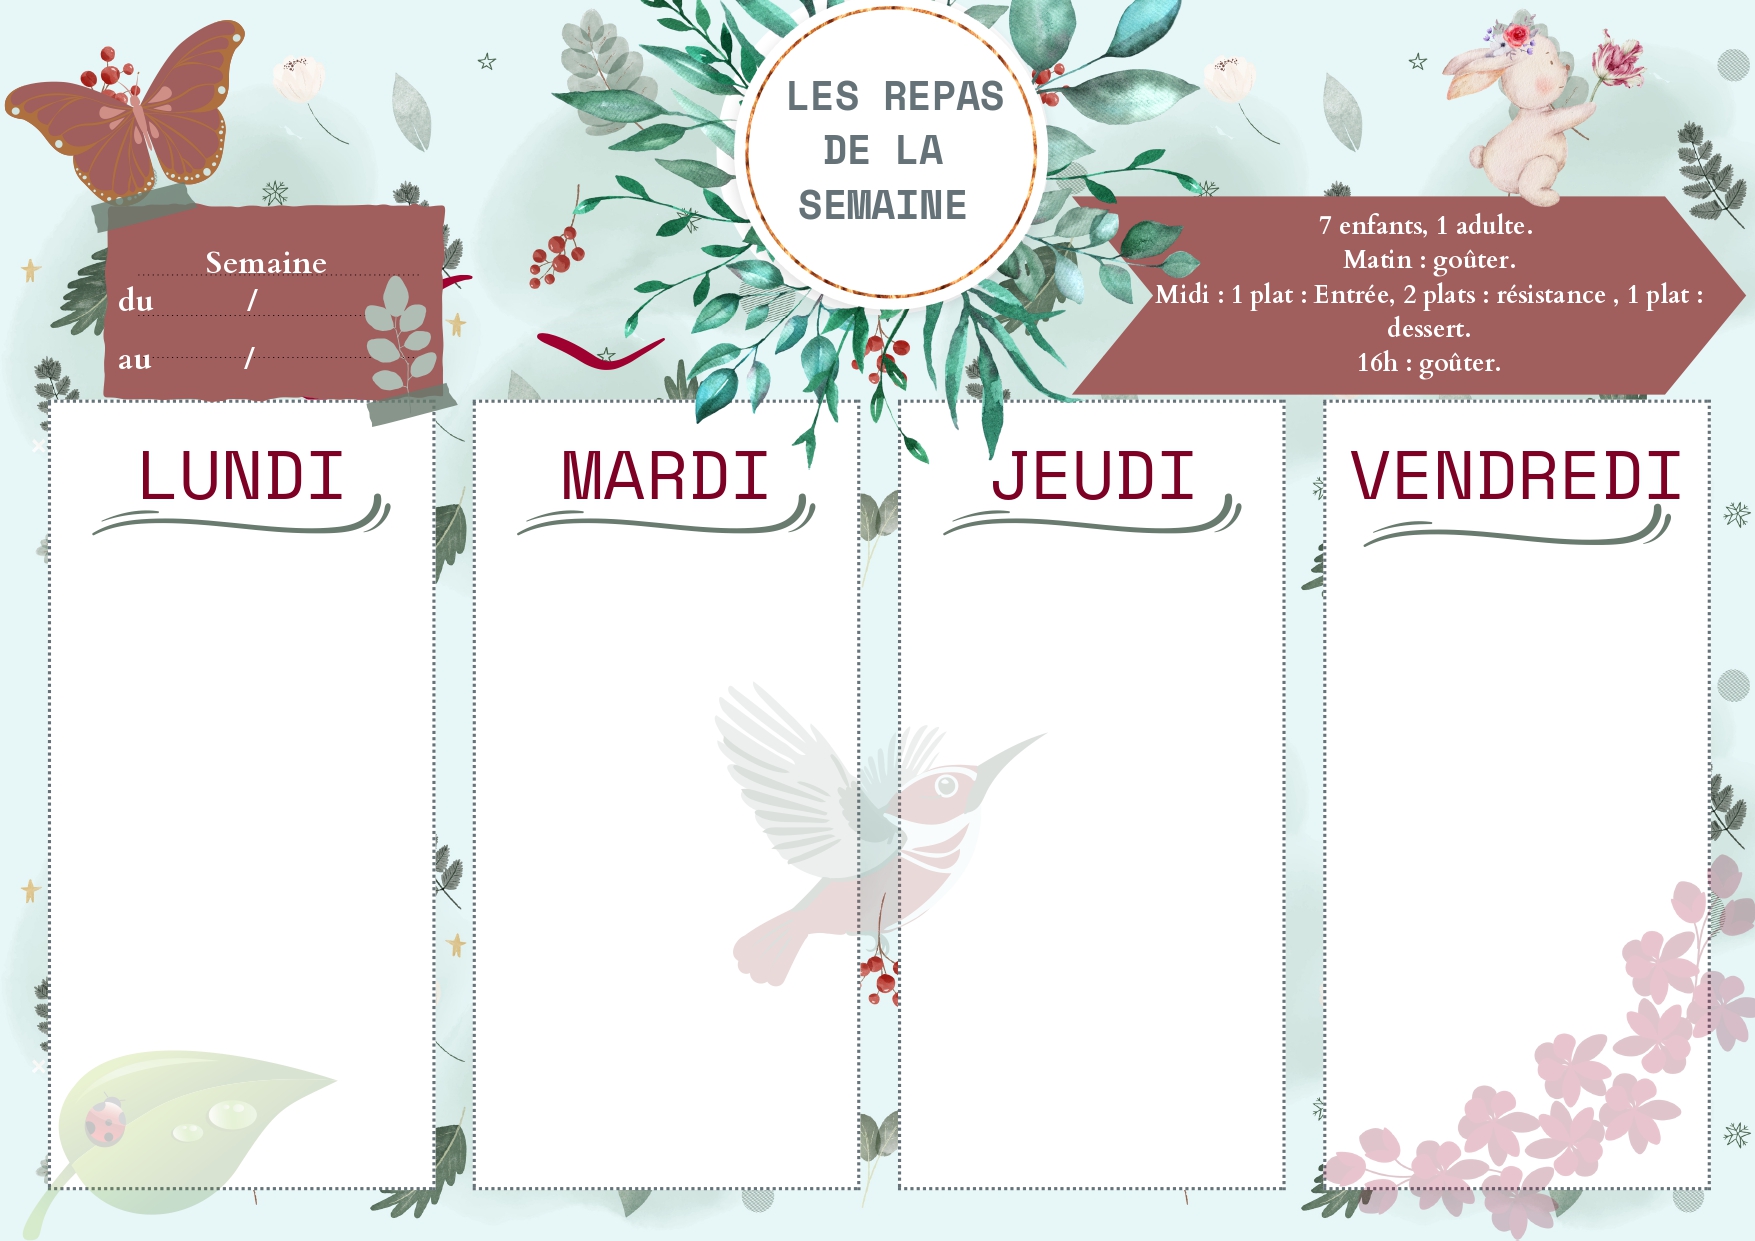 LES REPAS
DE LA
SEMAINE
Semaine
du /
au /
7 enfants, 1 adulte.
Matin : goûter.
Midi : 1 plat : Entrée, 2 plats : résistance , 1 plat :
dessert.
16h : goûter.
LUNDI
MARDI
JEUDI
VENDREDI